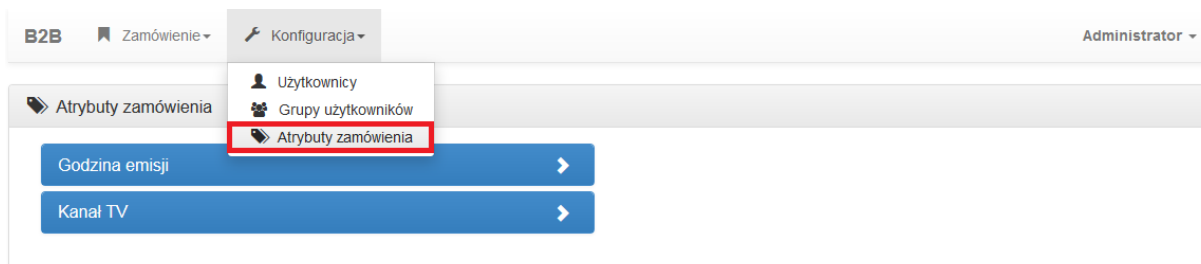 B2B Zamówienie Konfiguracja Administrator
Użytkownicy
Grupy użytkowników
Atrybuty zamówienia
Atrybuty zamówienia
Godzina emisji
Kanał TV